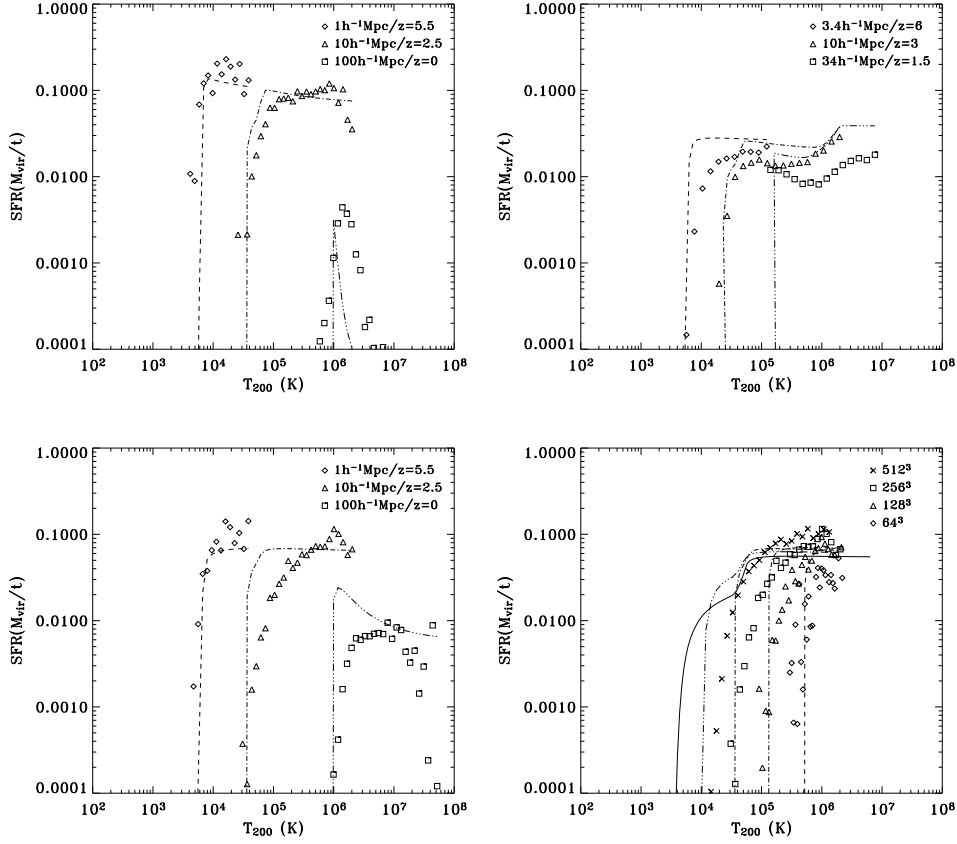 1.0000
0.1000
0.0100
0.0010
0.0001
SFR(M_vir/t)
10² 10³ 10⁴ 10⁵ 10⁶ 10⁷ 10⁸
T₂₀₀ (K)
1h⁻¹Mpc/z=5.5
10h⁻¹Mpc/z=2.5
100h⁻¹Mpc/z=0
1.0000
0.1000
0.0100
0.0010
0.0001
SFR(M_vir/t)
10² 10³ 10⁴ 10⁵ 10⁶ 10⁷ 10⁸
T₂₀₀ (K)
3.4h⁻¹Mpc/z=6
10h⁻¹Mpc/z=3
34h⁻¹Mpc/z=1.5
1.0000
0.1000
0.0100
0.0010
0.0001
SFR(M_vir/t)
10² 10³ 10⁴ 10⁵ 10⁶ 10⁷ 10⁸
T₂₀₀ (K)
1h⁻¹Mpc/z=5.5
10h⁻¹Mpc/z=2.5
100h⁻¹Mpc/z=0
1.0000
0.1000
0.0100
0.0010
0.0001
SFR(M_vir/t)
10² 10³ 10⁴ 10⁵ 10⁶ 10⁷ 10⁸
T₂₀₀ (K)
512³
256³
128³
64³